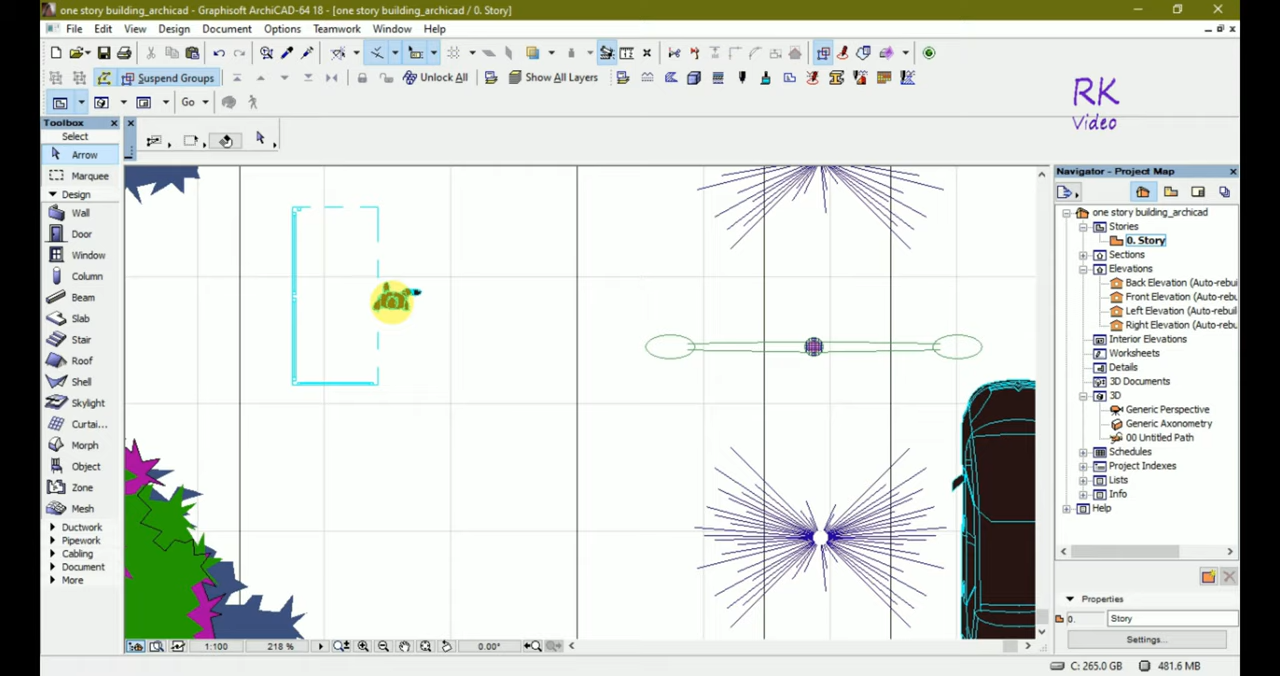 one story building_archicad - Graphisoft ArchiCAD-64 18 - [one story building_archicad / 0. Story]
File Edit View Design Document Options Teamwork Window Help
Suspend Groups Unlock All Show All Layers
Go
RK
Video
Toolbox
Select
Arrow
Marquee
Design
Wall
Door
Window
Column
Beam
Slab
Stair
Roof
Shell
Skylight
Curtai...
Morph
Object
Zone
Mesh
Ductwork
Pipework
Cabling
Document
More
Navigator - Project Map
one story building_archicad
Stories
0. Story
Sections
Elevations
Back Elevation (Auto-rebui
Front Elevation (Auto-rebu
Left Elevation (Auto-rebuil
Right Elevation (Auto-rebu
Interior Elevations
Worksheets
Details
3D Documents
3D
Generic Perspective
Generic Axonometry
00 Untitled Path
Schedules
Project Indexes
Lists
Info
Help
Properties
0. Story
Settings...
1:100 218 % 0.00°
C: 265.0 GB 481.6 MB